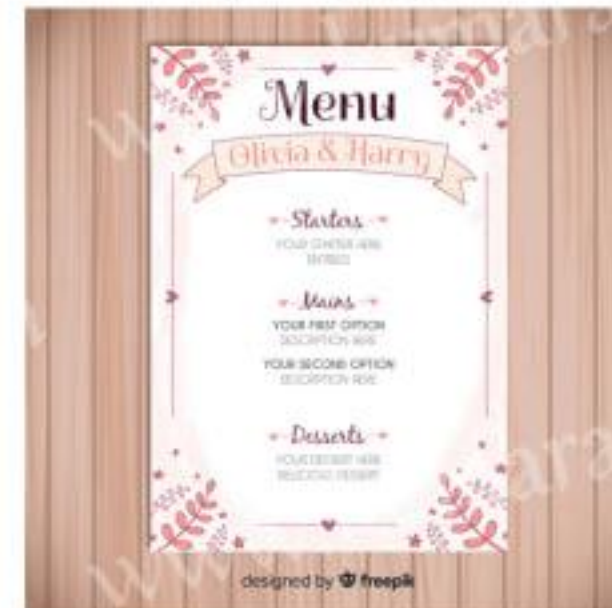 Menu
Olivia & Harry
Starters
YOUR STARTER HERE
Mains
YOUR FIRST OPTION
DESCRIPTION HERE
YOUR SECOND OPTION
DESCRIPTION HERE
Desserts
YOUR DESSERT HERE
DELICIOUS DESSERT
designed by freepik